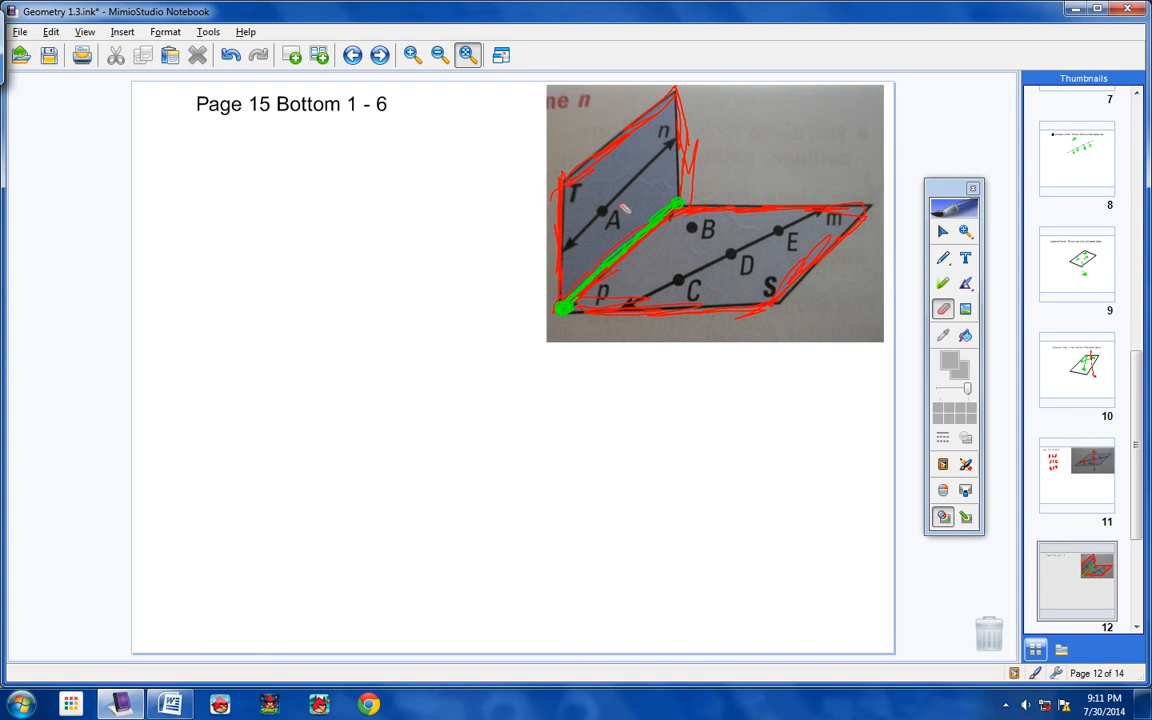 Geometry 1.3.ink* - MimioStudio Notebook
File Edit View Insert Format Tools Help
Thumbnails
Page 15 Bottom 1 - 6
ne n
n
T
A
B
m
E
D
p
C
S
7
8
9
10
11
12
Page 12 of 14
9:11 PM
7/30/2014